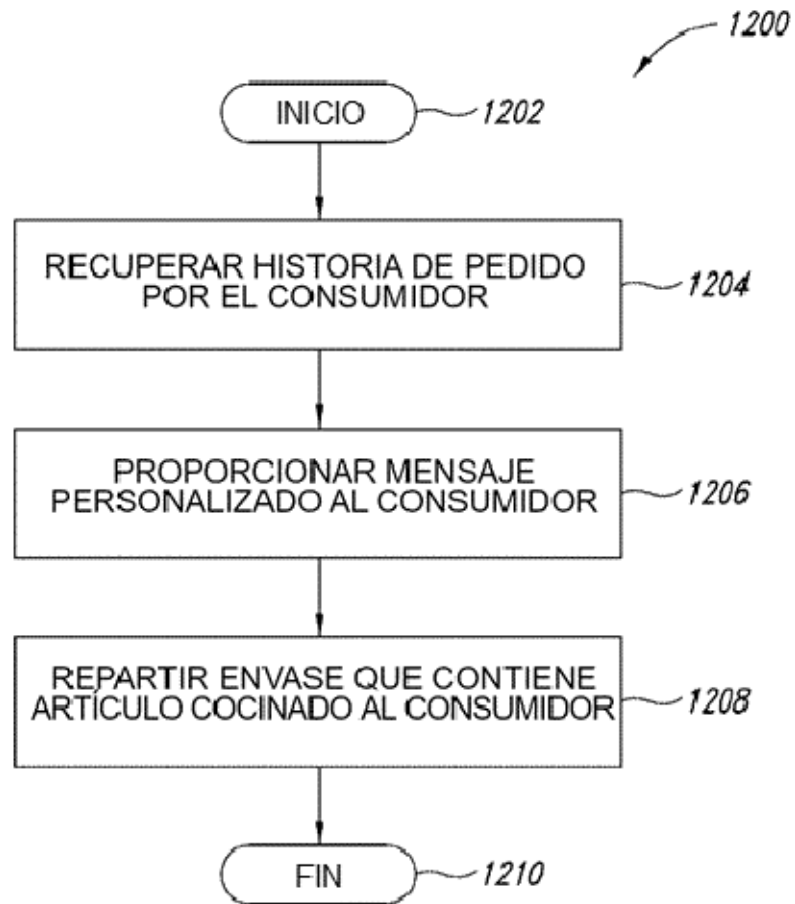 1200
INICIO
1202
RECUPERAR HISTORIA DE PEDIDO
POR EL CONSUMIDOR
1204
PROPORCIONAR MENSAJE
PERSONALIZADO AL CONSUMIDOR
1206
REPARTIR ENVASE QUE CONTIENE
ARTÍCULO COCINADO AL CONSUMIDOR
1208
FIN
1210